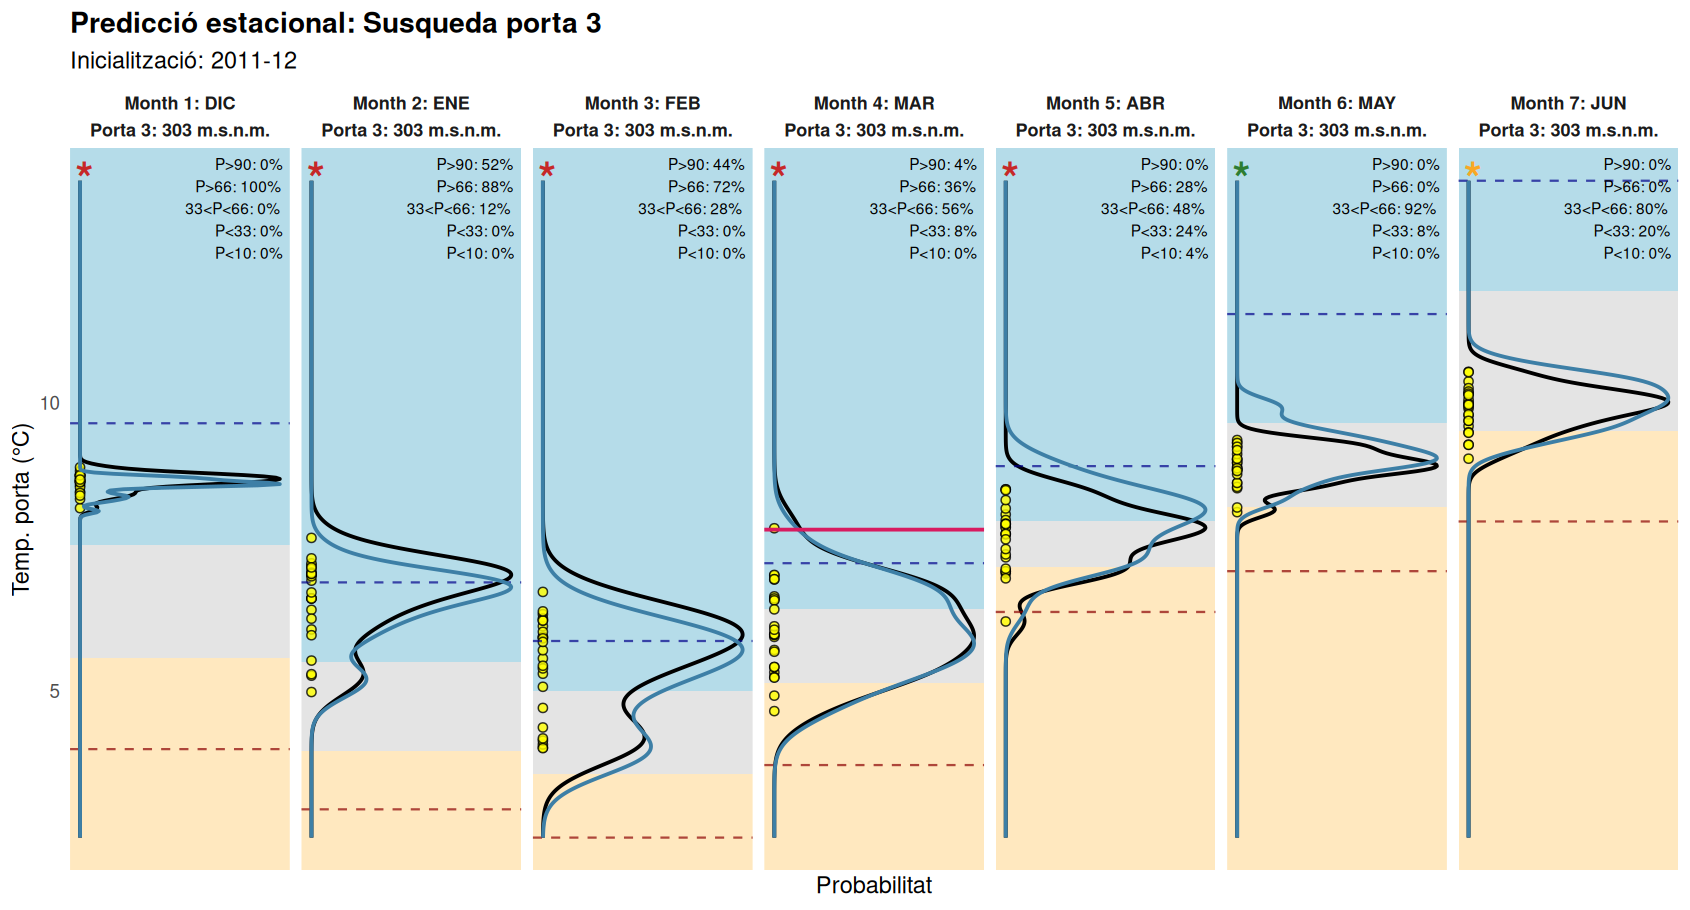 Predicció estacional: Susqueda porta 3
Inicialització: 2011-12
Month 1: DIC
Porta 3: 303 m.s.n.m.
Month 2: ENE
Porta 3: 303 m.s.n.m.
Month 3: FEB
Porta 3: 303 m.s.n.m.
Month 4: MAR
Porta 3: 303 m.s.n.m.
Month 5: ABR
Porta 3: 303 m.s.n.m.
Month 6: MAY
Porta 3: 303 m.s.n.m.
Month 7: JUN
Porta 3: 303 m.s.n.m.
*
P>90: 0%
P>66: 100%
33<P<66: 0%
P<33: 0%
P<10: 0%
*
P>90: 52%
P>66: 88%
33<P<66: 12%
P<33: 0%
P<10: 0%
*
P>90: 44%
P>66: 72%
33<P<66: 28%
P<33: 0%
P<10: 0%
*
P>90: 4%
P>66: 36%
33<P<66: 56%
P<33: 8%
P<10: 0%
*
P>90: 0%
P>66: 28%
33<P<66: 48%
P<33: 24%
P<10: 4%
*
P>90: 0%
P>66: 0%
33<P<66: 92%
P<33: 8%
P<10: 0%
*
P>90: 0%
P>66: 0%
33<P<66: 80%
P<33: 20%
P<10: 0%
10
5
Temp. porta (°C)
Probabilitat